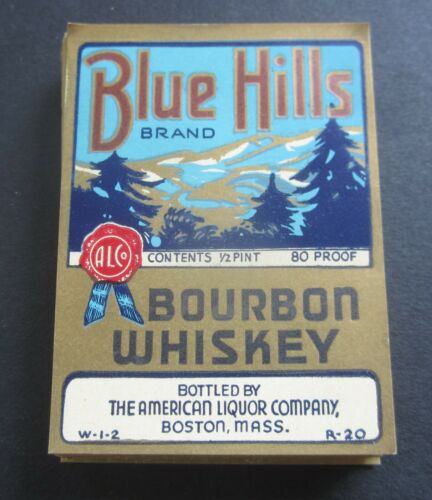 Blue Hills
BRAND
CONTENTS ½ PINT 80 PROOF
ALCO
BOURBON
WHISKEY
BOTTLED BY
THE AMERICAN LIQUOR COMPANY,
BOSTON, MASS.
W-1-2 R-20